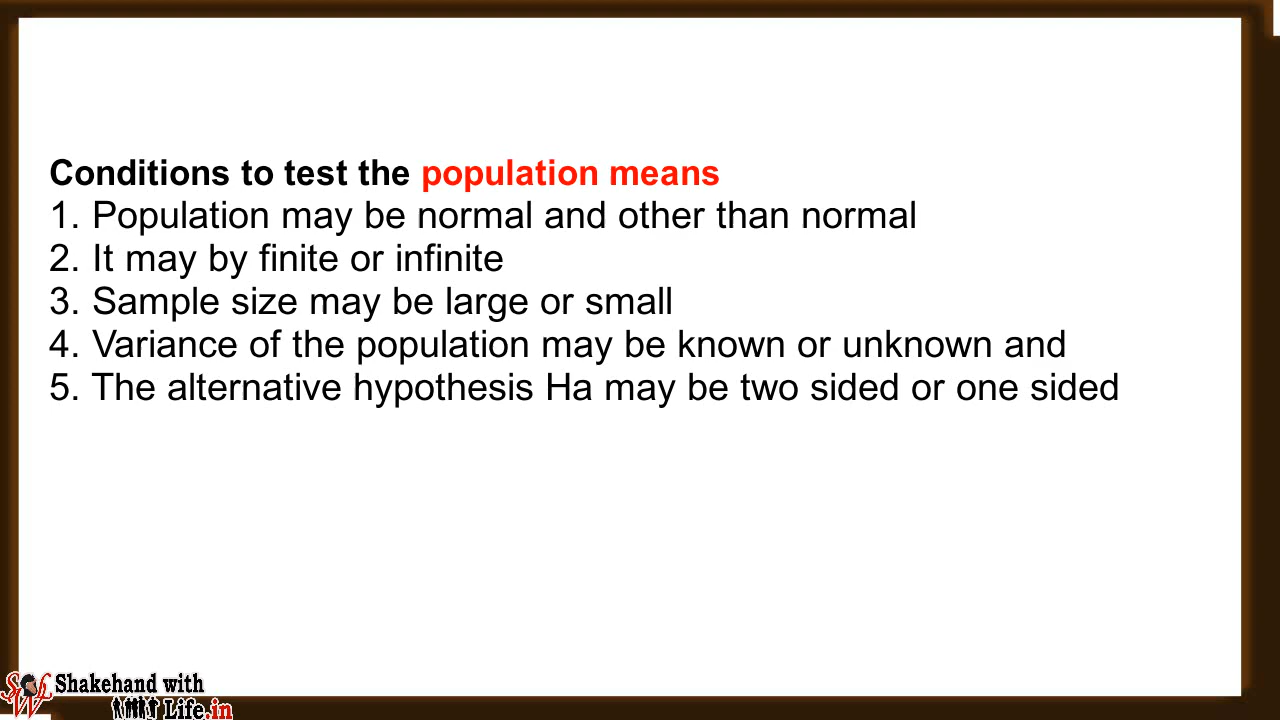 Conditions to test the population means
1. Population may be normal and other than normal
2. It may by finite or infinite
3. Sample size may be large or small
4. Variance of the population may be known or unknown and
5. The alternative hypothesis Ha may be two sided or one sided
SWL Shakehand with
Life.in